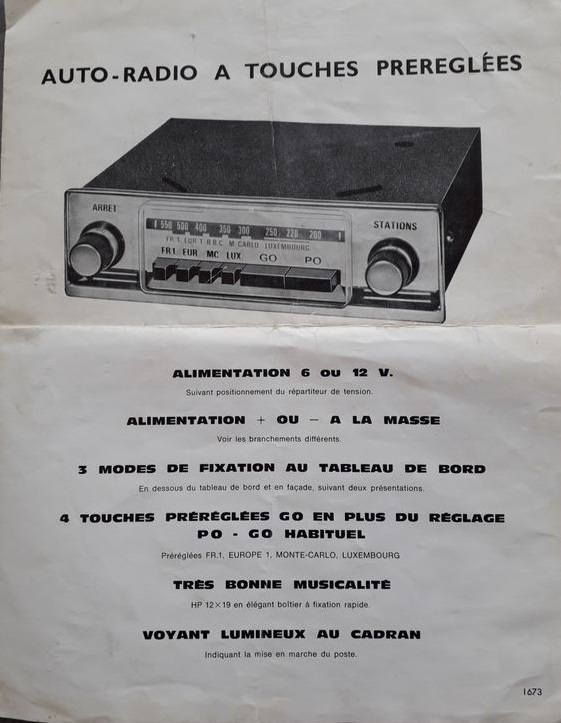 AUTO-RADIO A TOUCHES PREREGLÉES
ARRET
STATIONS
550 500 400 350 300 250 220 200
FR 1 EUR 1 B.B.C. M. CARLO LUXEMBOURG
FR1 EUR MC LUX GO PO
ALIMENTATION 6 OU 12 V.
Suivant positionnement du répartiteur de tension.
ALIMENTATION + OU – A LA MASSE
Voir les branchements différents.
3 MODES DE FIXATION AU TABLEAU DE BORD
En dessous du tableau de bord et en façade, suivant deux présentations.
4 TOUCHES PRÉRÉGLÉES GO EN PLUS DU RÉGLAGE
PO - GO HABITUEL
Préréglées FR.1, EUROPE 1, MONTE-CARLO, LUXEMBOURG
TRÈS BONNE MUSICALITÉ
HP 12×19 en élégant boîtier à fixation rapide.
VOYANT LUMINEUX AU CADRAN
Indiquant la mise en marche du poste.
1673